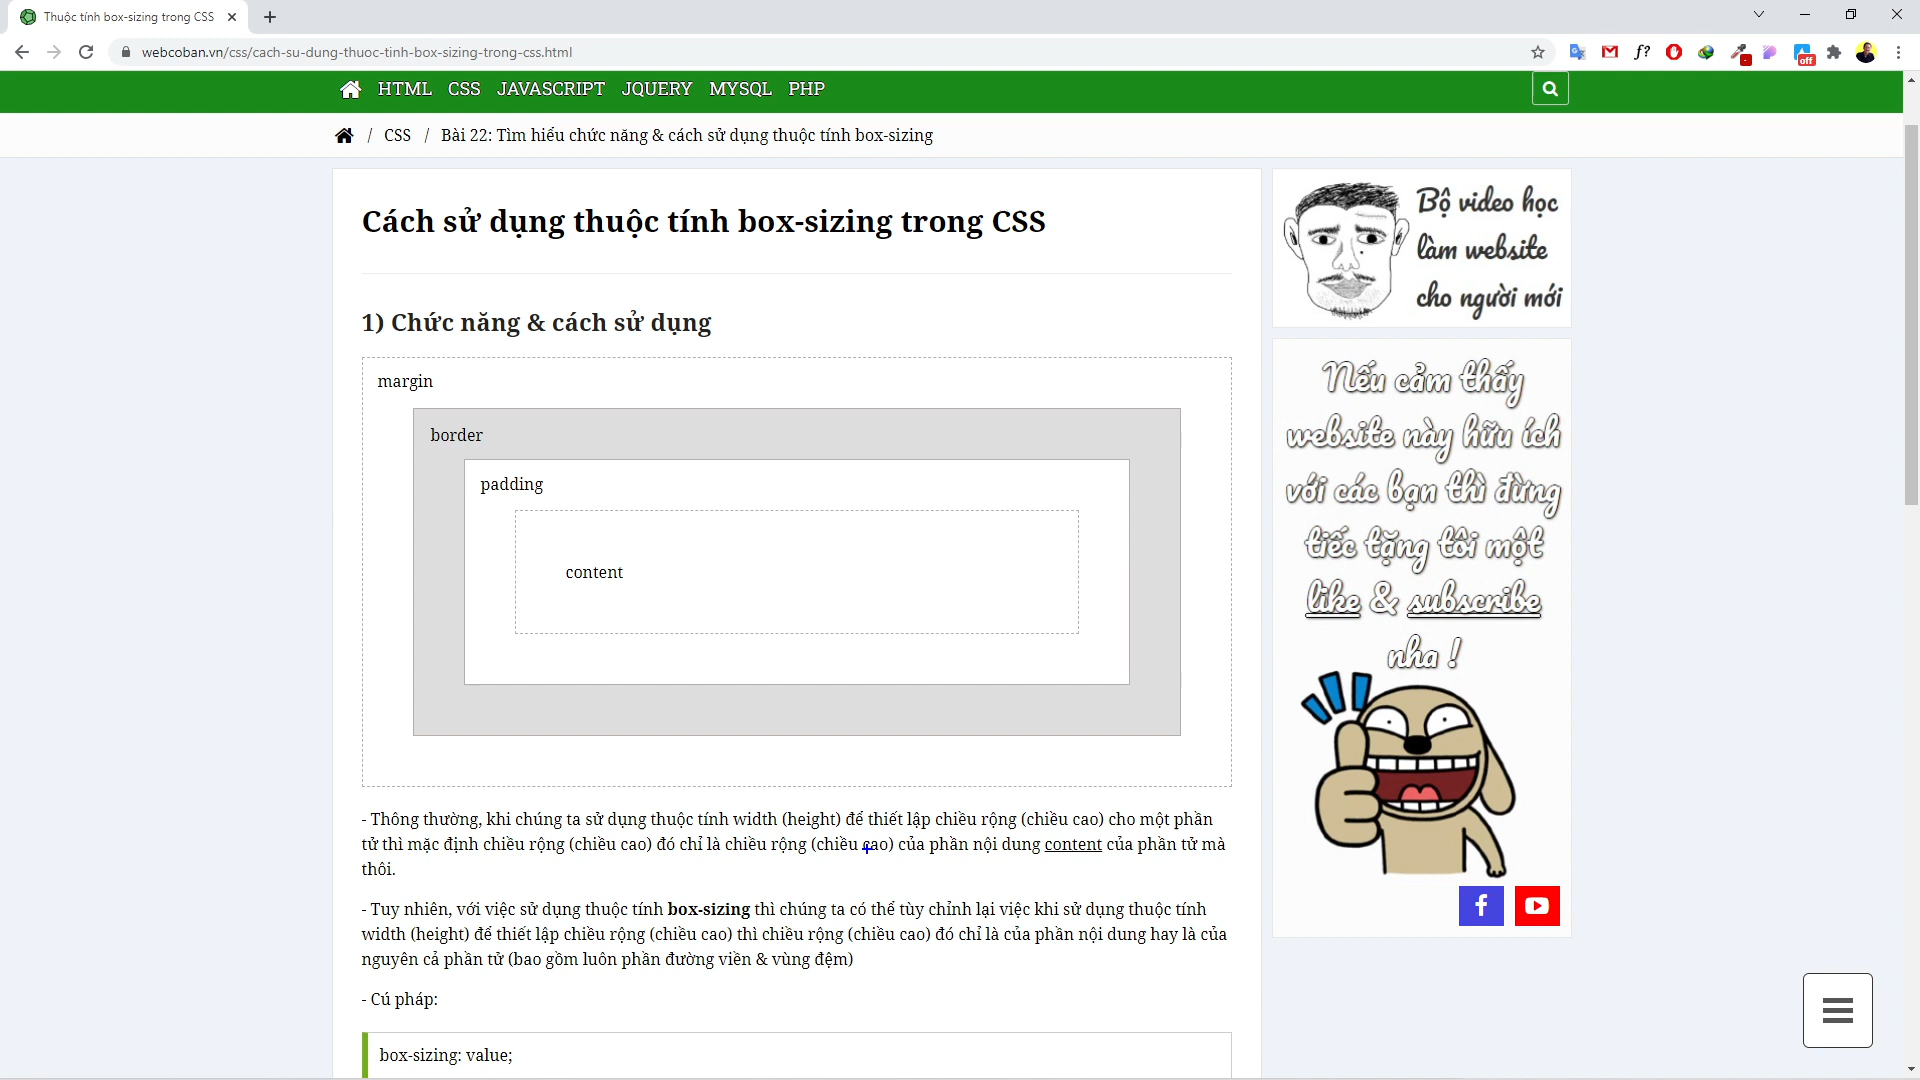 Thuộc tính box-sizing trong CSS
webcoban.vn/css/cach-su-dung-thuoc-tinh-box-sizing-trong-css.html
f?
off
HTML CSS JAVASCRIPT JQUERY MYSQL PHP
/ CSS / Bài 22: Tìm hiểu chức năng & cách sử dụng thuộc tính box-sizing
Cách sử dụng thuộc tính box-sizing trong CSS
1) Chức năng & cách sử dụng
margin
border
padding
content
- Thông thường, khi chúng ta sử dụng thuộc tính width (height) để thiết lập chiều rộng (chiều cao) cho một phần
tử thì mặc định chiều rộng (chiều cao) đó chỉ là chiều rộng (chiều cao) của phần nội dung content của phần tử mà
thôi.
- Tuy nhiên, với việc sử dụng thuộc tính box-sizing thì chúng ta có thể tùy chỉnh lại việc khi sử dụng thuộc tính
width (height) để thiết lập chiều rộng (chiều cao) thì chiều rộng (chiều cao) đó chỉ là của phần nội dung hay là của
nguyên cả phần tử (bao gồm luôn phần đường viền & vùng đệm)
- Cú pháp:
box-sizing: value;
Bộ video học
làm website
cho người mới
Nếu cảm thấy
website này hữu ích
với các bạn thì đừng
tiếc tặng tôi một
like & subscribe
nha !